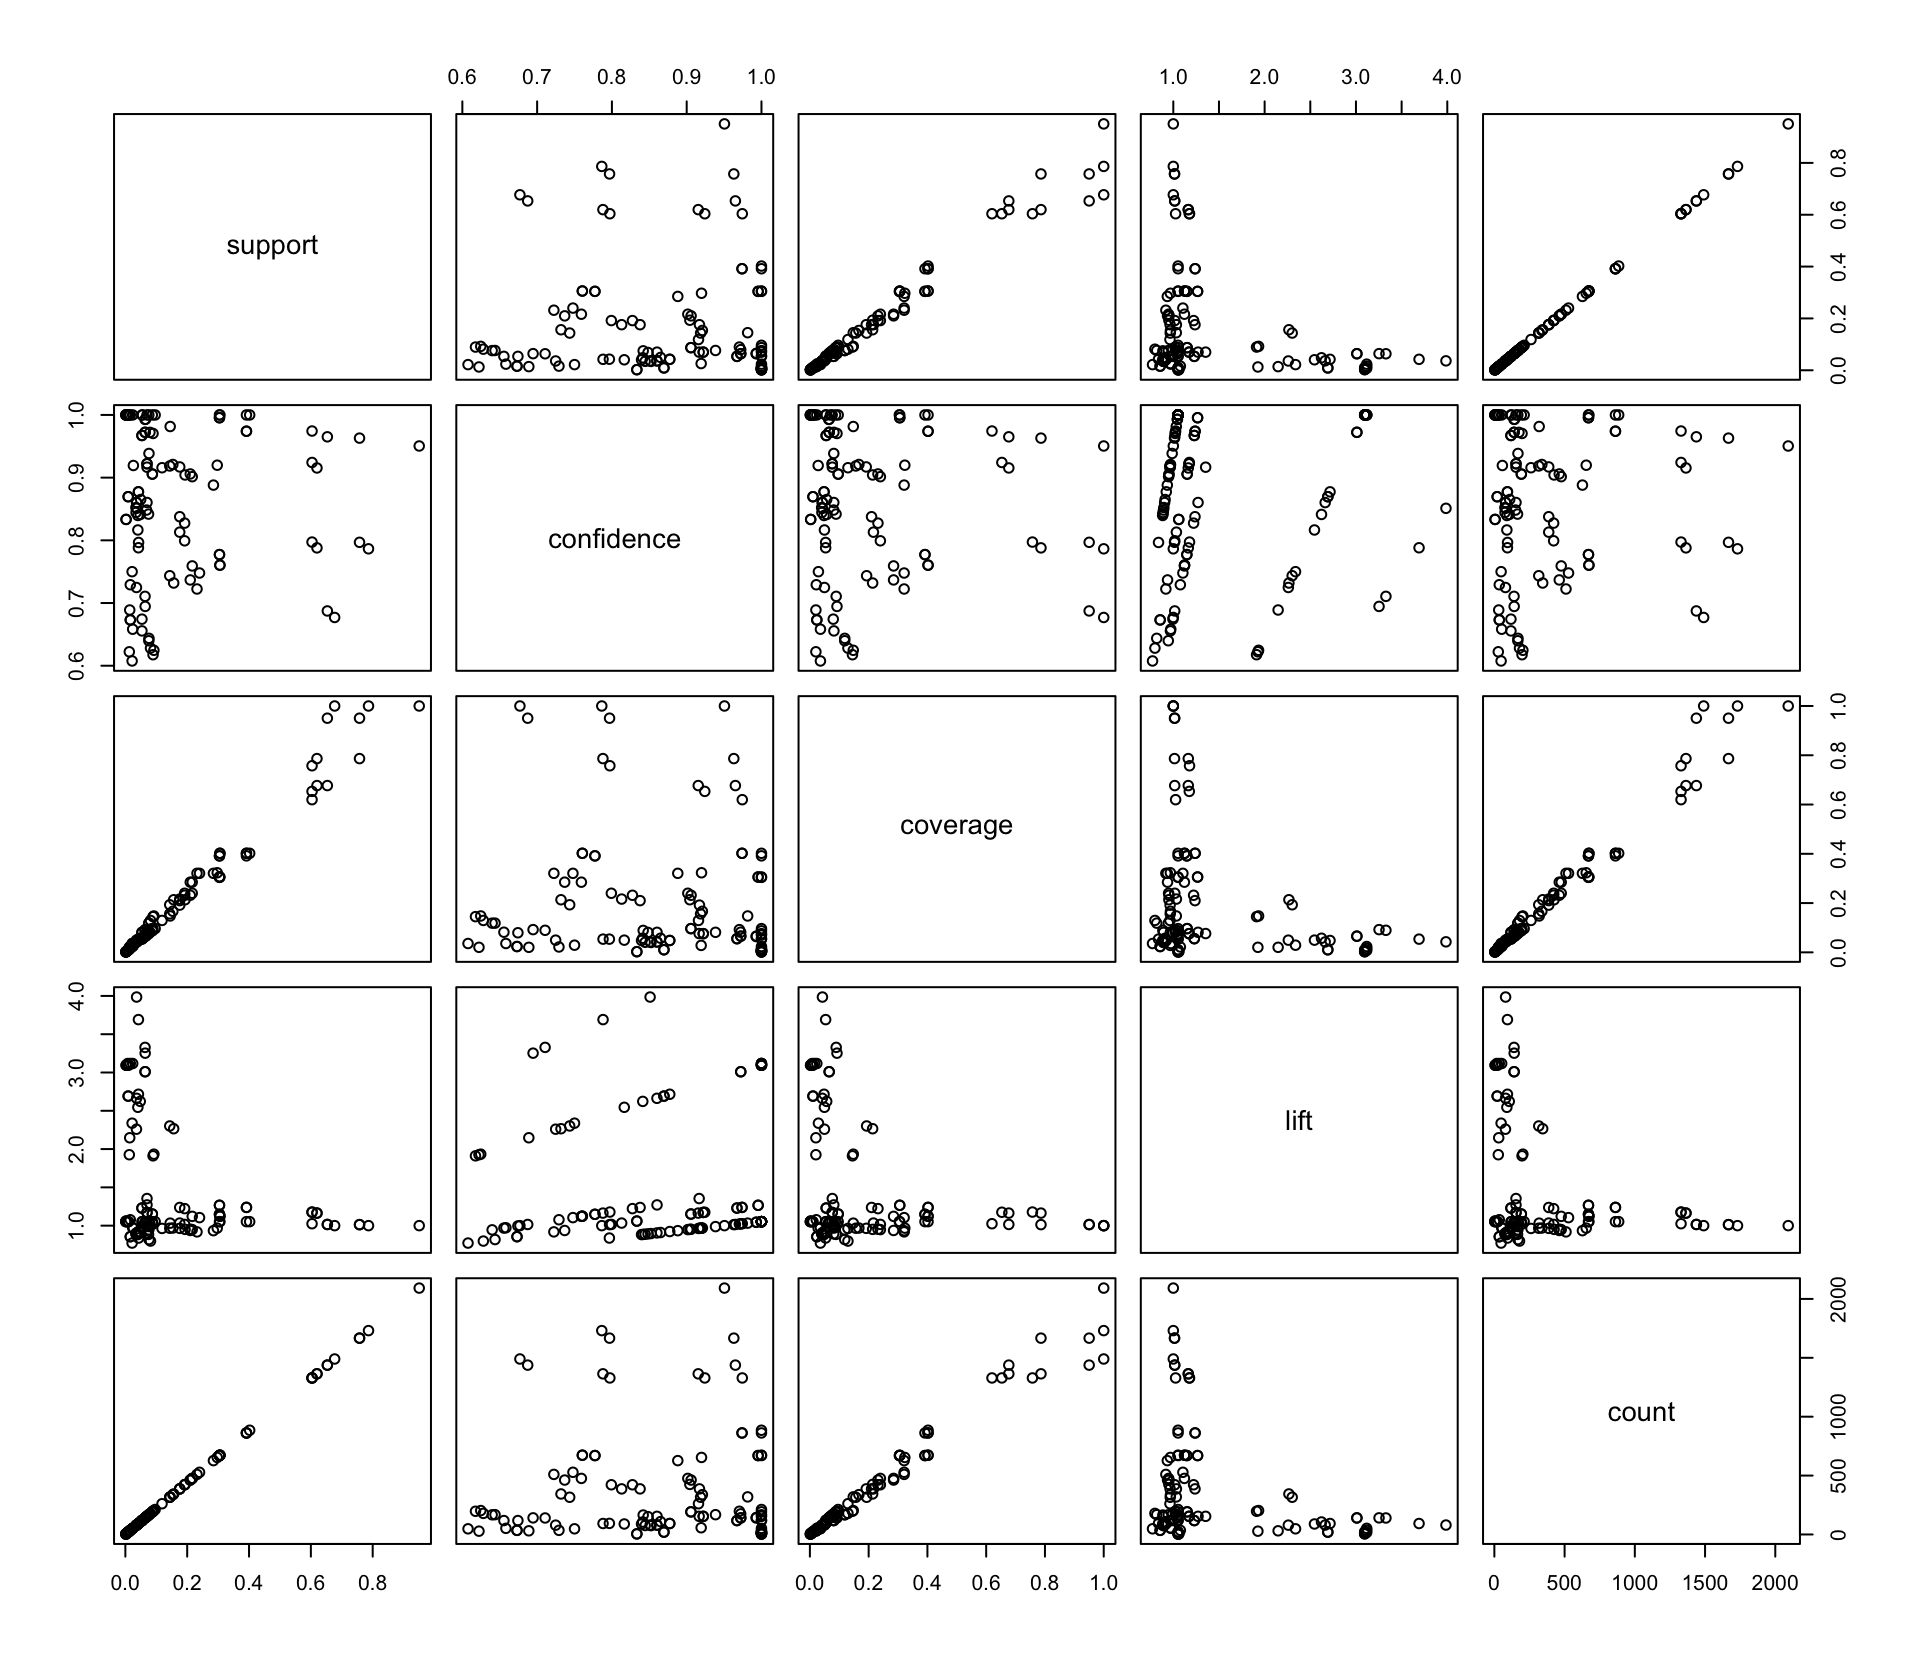 0.6 0.7 0.8 0.9 1.0 1.0 2.0 3.0 4.0
support
0.0 0.2 0.4 0.6 0.8
0.6 0.7 0.8 0.9 1.0
confidence
coverage
0.0 0.2 0.4 0.6 0.8 1.0
1.0 2.0 3.0 4.0
lift
count
0 500 1000 2000
0.0 0.2 0.4 0.6 0.8 0.0 0.2 0.4 0.6 0.8 1.0 0 500 1000 1500 2000